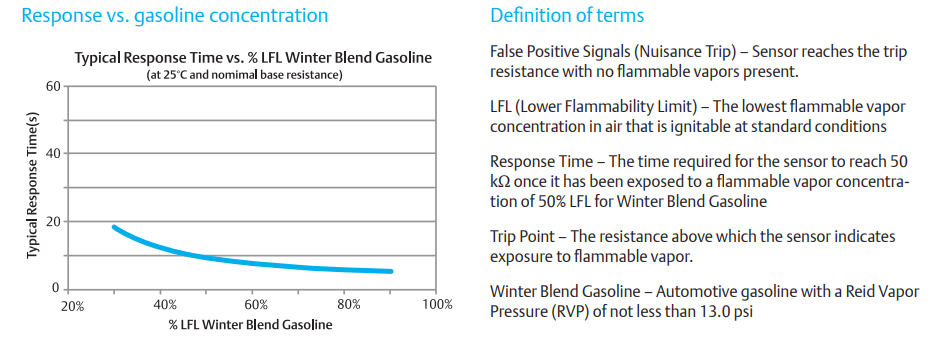 Response vs. gasoline concentration
Typical Response Time vs. % LFL Winter Blend Gasoline
(at 25°C and nomimal base resistance)
Typical Response Time(s)
60
40
20
0
20%
40%
60%
80%
100%
% LFL Winter Blend Gasoline
Definition of terms
False Positive Signals (Nuisance Trip) – Sensor reaches the trip
resistance with no flammable vapors present.
LFL (Lower Flammability Limit) – The lowest flammable vapor
concentration in air that is ignitable at standard conditions
Response Time – The time required for the sensor to reach 50
kΩ once it has been exposed to a flammable vapor concentra-
tion of 50% LFL for Winter Blend Gasoline
Trip Point – The resistance above which the sensor indicates
exposure to flammable vapor.
Winter Blend Gasoline – Automotive gasoline with a Reid Vapor
Pressure (RVP) of not less than 13.0 psi